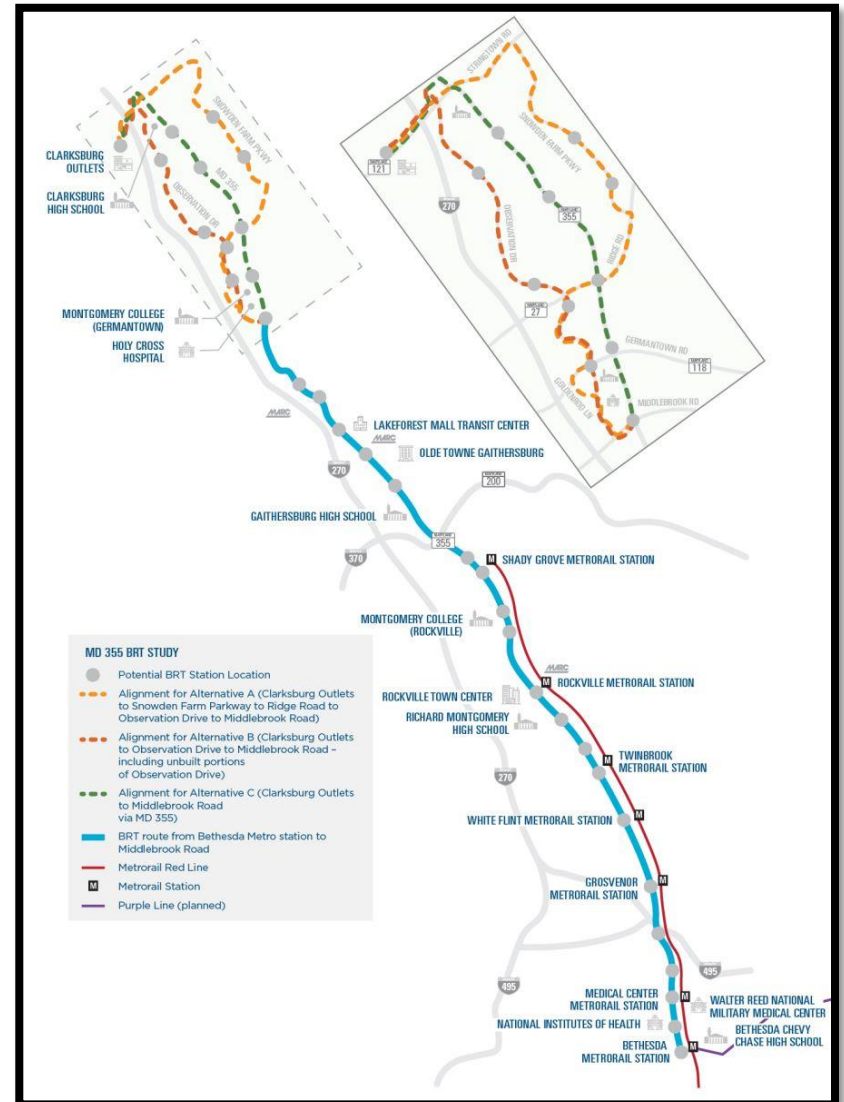 STRINGTOWN RD
SNOWDEN FARM PKWY
SNOWDEN FARM PKWY
CLARKSBURG
OUTLETS
MARYLAND
121
MD 355
CLARKSBURG
HIGH SCHOOL
OBSERVATION DR
270
OBSERVATION DR
MARYLAND
355
RIDGE RD
MARYLAND
27
MONTGOMERY COLLEGE
(GERMANTOWN)
HOLY CROSS
HOSPITAL
GERMANTOWN RD
MARYLAND
118
GOLDENROD LN
MIDDLEBROOK RD
MARC
LAKEFOREST MALL TRANSIT CENTER
MARC
OLDE TOWNE GAITHERSBURG
270
MARYLAND
200
GAITHERSBURG HIGH SCHOOL
MARYLAND
355
370
M
SHADY GROVE METRORAIL STATION
MONTGOMERY COLLEGE
(ROCKVILLE)
MARC
M
ROCKVILLE METRORAIL STATION
ROCKVILLE TOWN CENTER
RICHARD MONTGOMERY
HIGH SCHOOL
M
TWINBROOK
METRORAIL STATION
270
WHITE FLINT METRORAIL STATION
M
GROSVENOR
METRORAIL STATION
M
495
495
MEDICAL CENTER
METRORAIL STATION
M
WALTER REED NATIONAL
MILITARY MEDICAL CENTER
NATIONAL INSTITUTES OF HEALTH
BETHESDA CHEVY
CHASE HIGH SCHOOL
BETHESDA
METRORAIL STATION
M
MD 355 BRT STUDY
Potential BRT Station Location
Alignment for Alternative A (Clarksburg Outlets
to Snowden Farm Parkway to Ridge Road to
Observation Drive to Middlebrook Road)
Alignment for Alternative B (Clarksburg Outlets
to Observation Drive to Middlebrook Road –
including unbuilt portions
of Observation Drive)
Alignment for Alternative C (Clarksburg Outlets
to Middlebrook Road
via MD 355)
BRT route from Bethesda Metro station to
Middlebrook Road
Metrorail Red Line
M
Metrorail Station
Purple Line (planned)